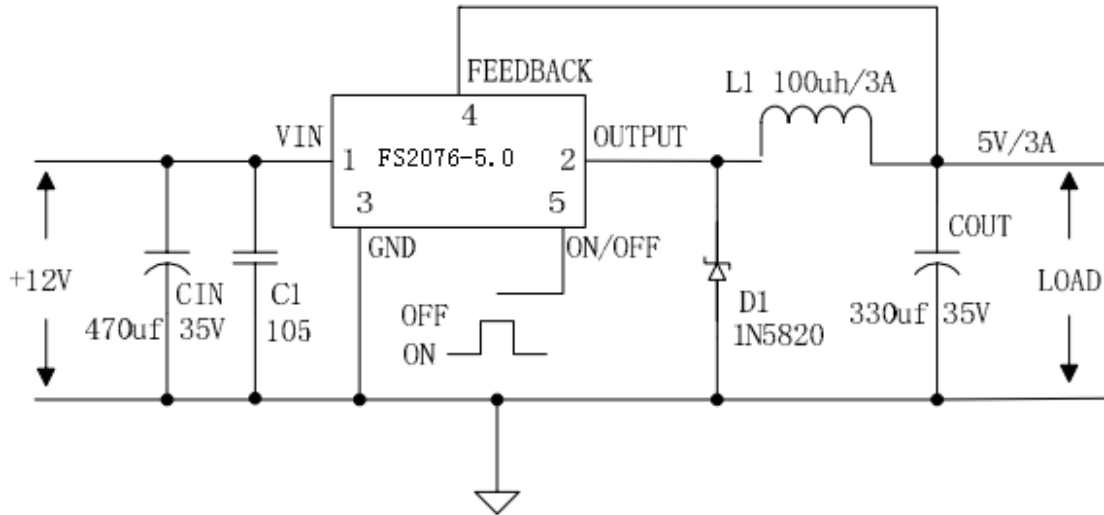 FEEDBACK
L1 100uh/3A
4
VIN
OUTPUT
5V/3A
1 FS2076-5.0 2
3
5
GND
ON/OFF
COUT
+12V
CIN
C1
D1
LOAD
470uf 35V
105
OFF
1N5820
330uf 35V
ON